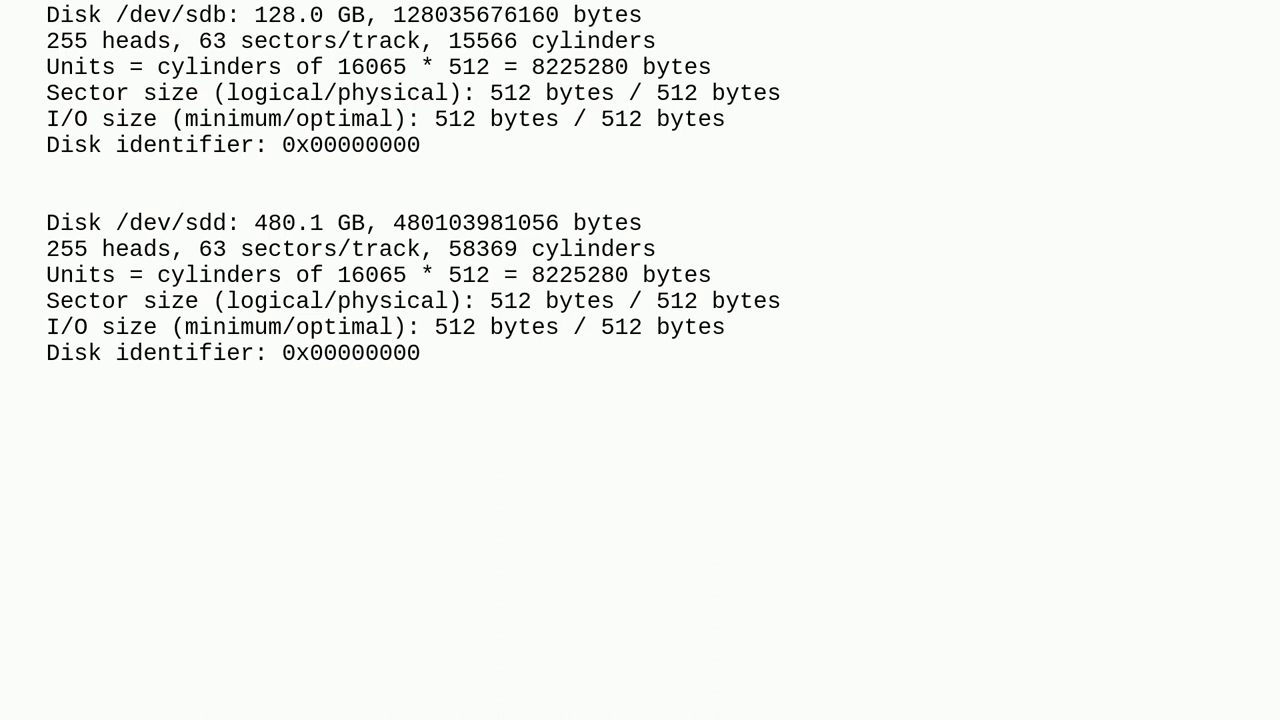 Disk /dev/sdb: 128.0 GB, 128035676160 bytes
255 heads, 63 sectors/track, 15566 cylinders
Units = cylinders of 16065 * 512 = 8225280 bytes
Sector size (logical/physical): 512 bytes / 512 bytes
I/O size (minimum/optimal): 512 bytes / 512 bytes
Disk identifier: 0x00000000
Disk /dev/sdd: 480.1 GB, 480103981056 bytes
255 heads, 63 sectors/track, 58369 cylinders
Units = cylinders of 16065 * 512 = 8225280 bytes
Sector size (logical/physical): 512 bytes / 512 bytes
I/O size (minimum/optimal): 512 bytes / 512 bytes
Disk identifier: 0x00000000